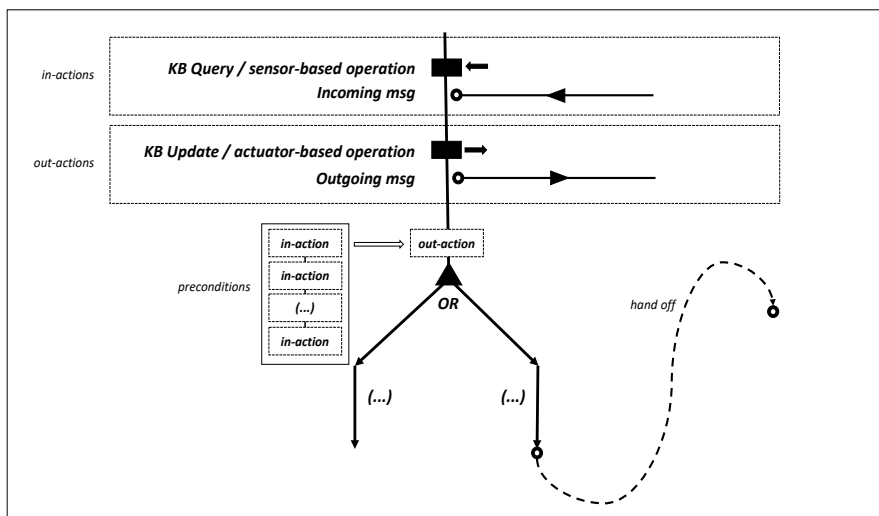 KB Query / sensor-based operation
in-actions
Incoming msg
KB Update / actuator-based operation
out-actions
Outgoing msg
in-action
out-action
in-action
preconditions
(...)
OR
hand off
in-action
(...)
(...)